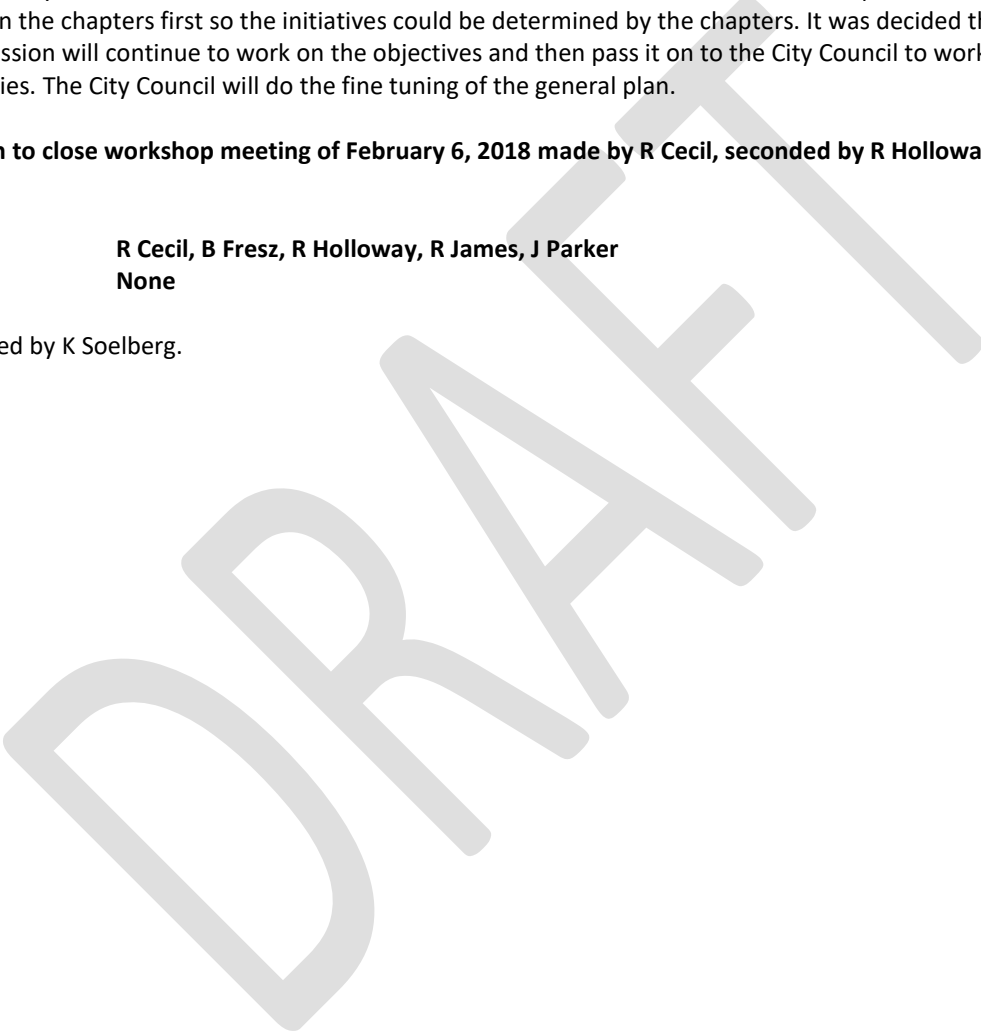 n the chapters first so the initiatives could be determined by the chapters. It was decided th
ssion will continue to work on the objectives and then pass it on to the City Council to work
ies. The City Council will do the fine tuning of the general plan.
n to close workshop meeting of February 6, 2018 made by R Cecil, seconded by R Hollowa
R Cecil, B Fresz, R Holloway, R James, J Parker
None
ed by K Soelberg.
DRAFT